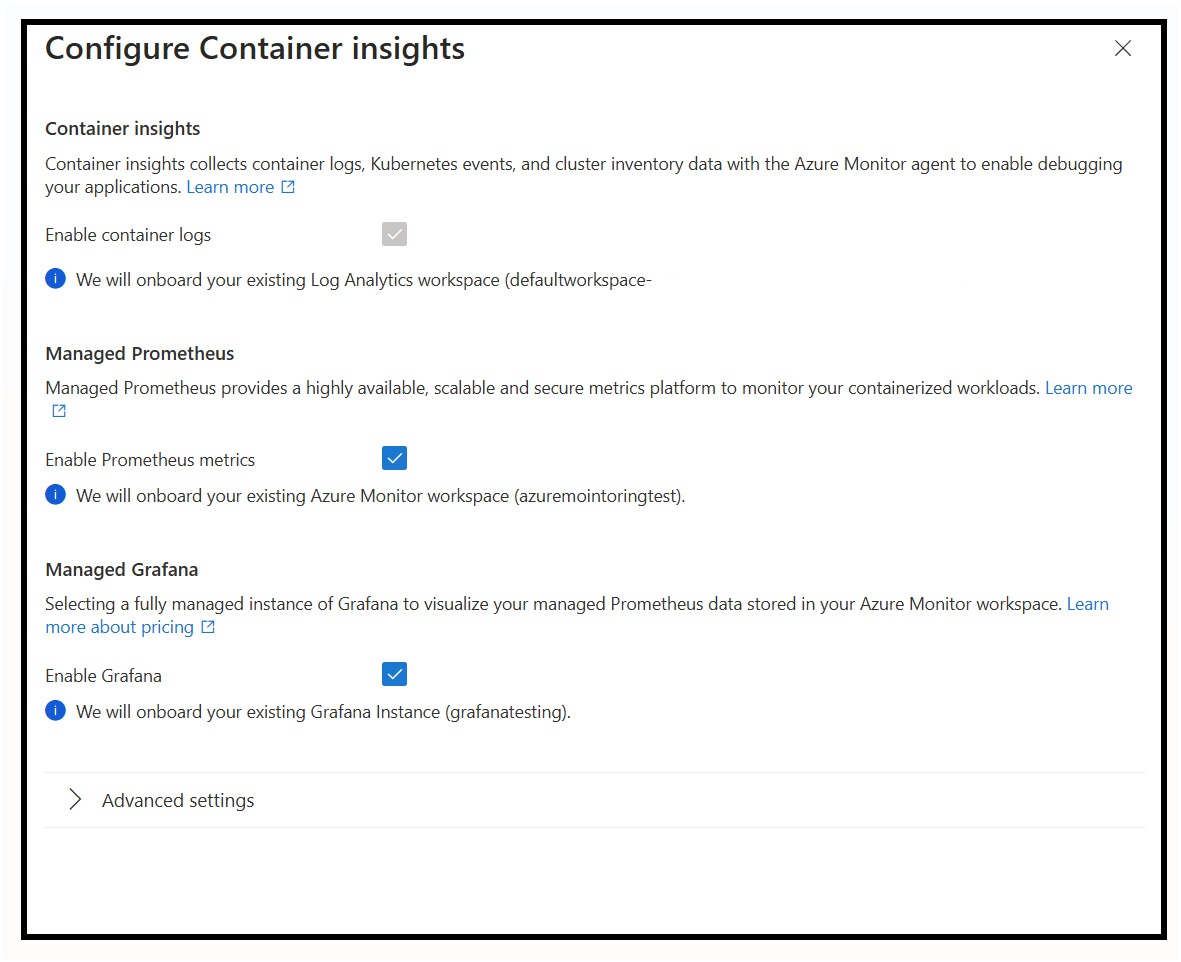 Configure Container insights
Container insights
Container insights collects container logs, Kubernetes events, and cluster inventory data with the Azure Monitor agent to enable debugging
your applications. Learn more
Enable container logs
We will onboard your existing Log Analytics workspace (defaultworkspace-
Managed Prometheus
Managed Prometheus provides a highly available, scalable and secure metrics platform to monitor your containerized workloads. Learn more
Enable Prometheus metrics
We will onboard your existing Azure Monitor workspace (azuremointoringtest).
Managed Grafana
Selecting a fully managed instance of Grafana to visualize your managed Prometheus data stored in your Azure Monitor workspace. Learn
more about pricing
Enable Grafana
We will onboard your existing Grafana Instance (grafanatesting).
Advanced settings